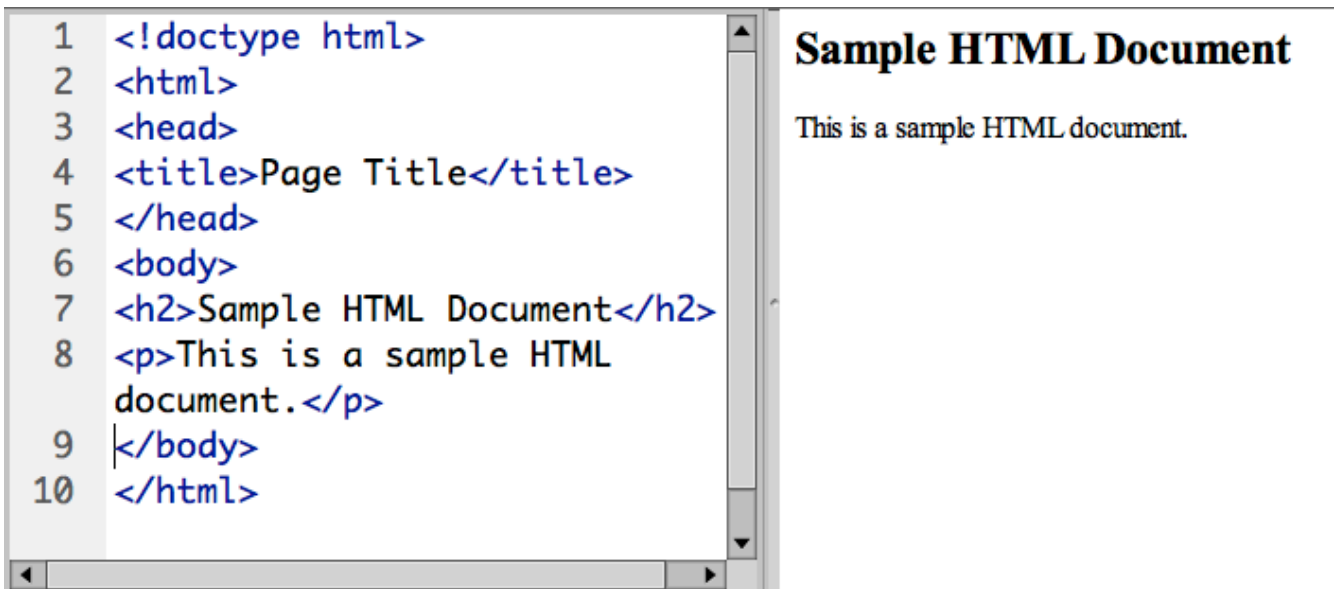 1 <!doctype html>
2 <html>
3 <head>
4 <title>Page Title</title>
5 </head>
6 <body>
7 <h2>Sample HTML Document</h2>
8 <p>This is a sample HTML
document.</p>
9 </body>
10 </html>
Sample HTML Document
This is a sample HTML document.